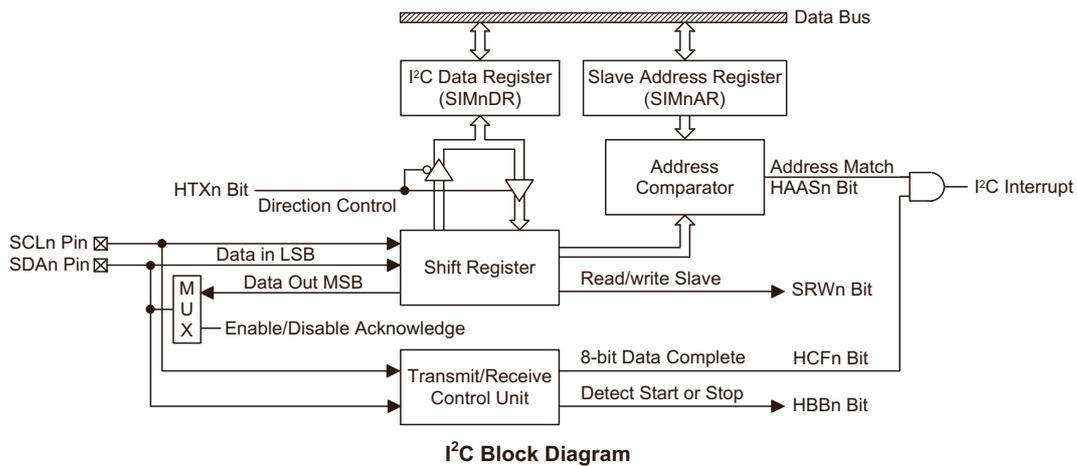 Data Bus
I²C Data Register
(SIMnDR)
Slave Address Register
(SIMnAR)
Address
Comparator
Address Match
HAASn Bit
I²C Interrupt
HTXn Bit
Direction Control
SCLn Pin
SDAn Pin
Data in LSB
Shift Register
Data Out MSB
M
U
X
Enable/Disable Acknowledge
Read/write Slave
SRWn Bit
Transmit/Receive
Control Unit
8-bit Data Complete
HCFn Bit
Detect Start or Stop
HBBn Bit
I²C Block Diagram